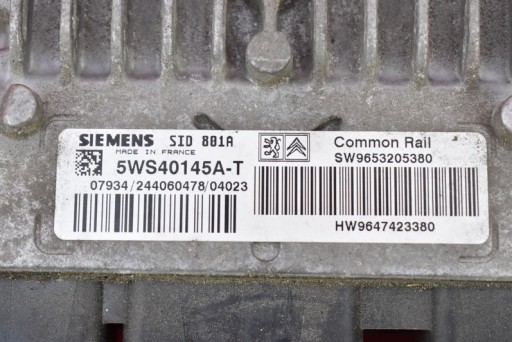 SIEMENS SID 801A
MADE IN FRANCE
5WS40145A-T
07934/244060478/04023
Common Rail
SW9653205380
HW9647423380